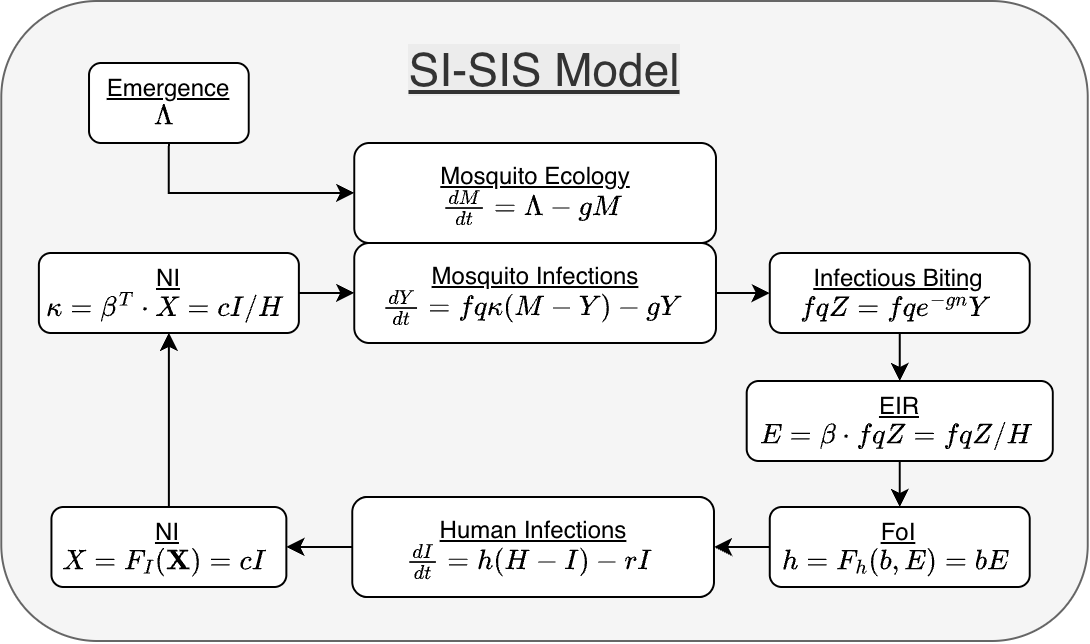 SI-SIS Model
Emergence
Λ
Mosquito Ecology
dM/dt = Λ − gM
NI
κ = β^T · X = cI/H
Mosquito Infections
dY/dt = fqκ(M − Y) − gY
Infectious Biting
fqZ = fqe^{−gn}Y
EIR
E = β · fqZ = fqZ/H
NI
X = F_I(𝐗) = cI
Human Infections
dI/dt = h(H − I) − rI
FoI
h = F_h(b, E) = bE